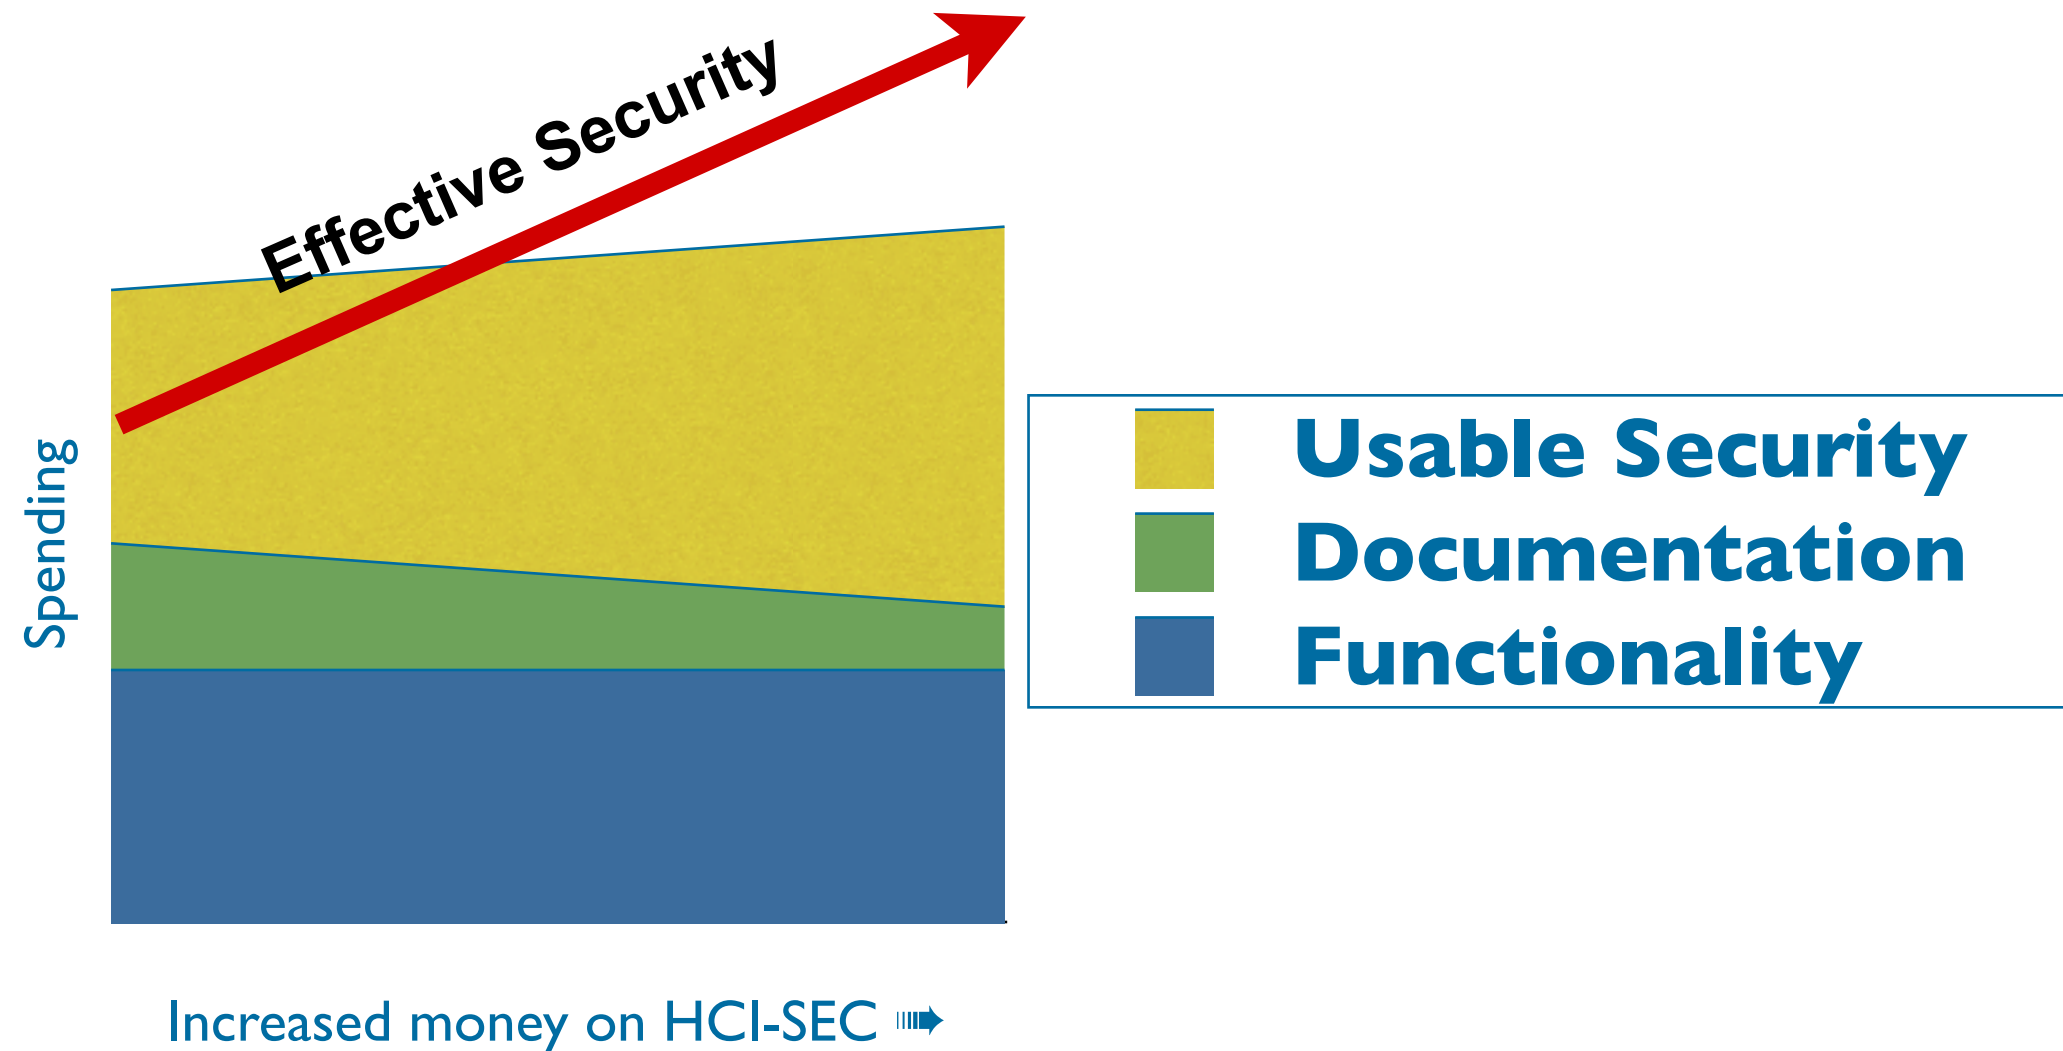 Effective Security
Spending
Usable Security
Documentation
Functionality
Increased money on HCI-SEC ➠